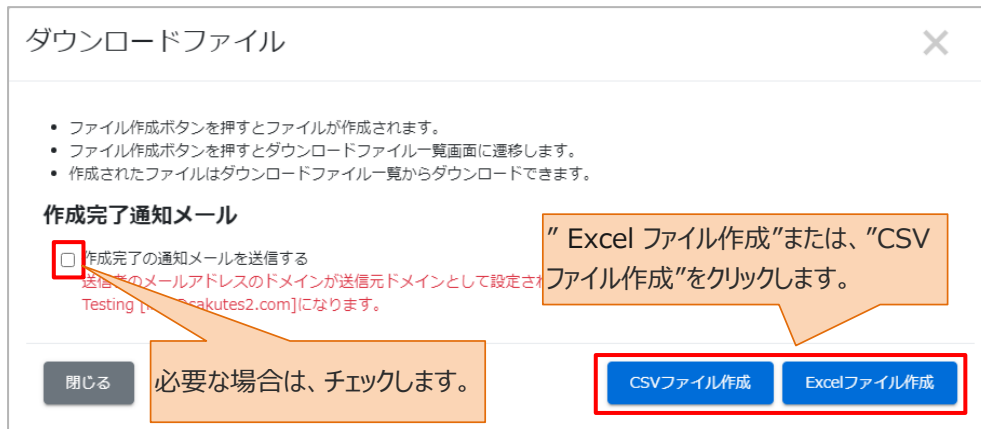 ダウンロードファイル
ファイル作成ボタンを押すとファイルが作成されます。
ファイル作成ボタンを押すとダウンロードファイル一覧画面に遷移します。
作成されたファイルはダウンロードファイル一覧からダウンロードできます。
作成完了通知メール
作成完了の通知メールを送信する
送信者のメールアドレスのドメインが送信元ドメインとして設定され
Testing [
sakutes2.com]になります。
” Excel ファイル作成”または、”CSV
ファイル作成”をクリックします。
必要な場合は、チェックします。
閉じる
CSVファイル作成
Excelファイル作成